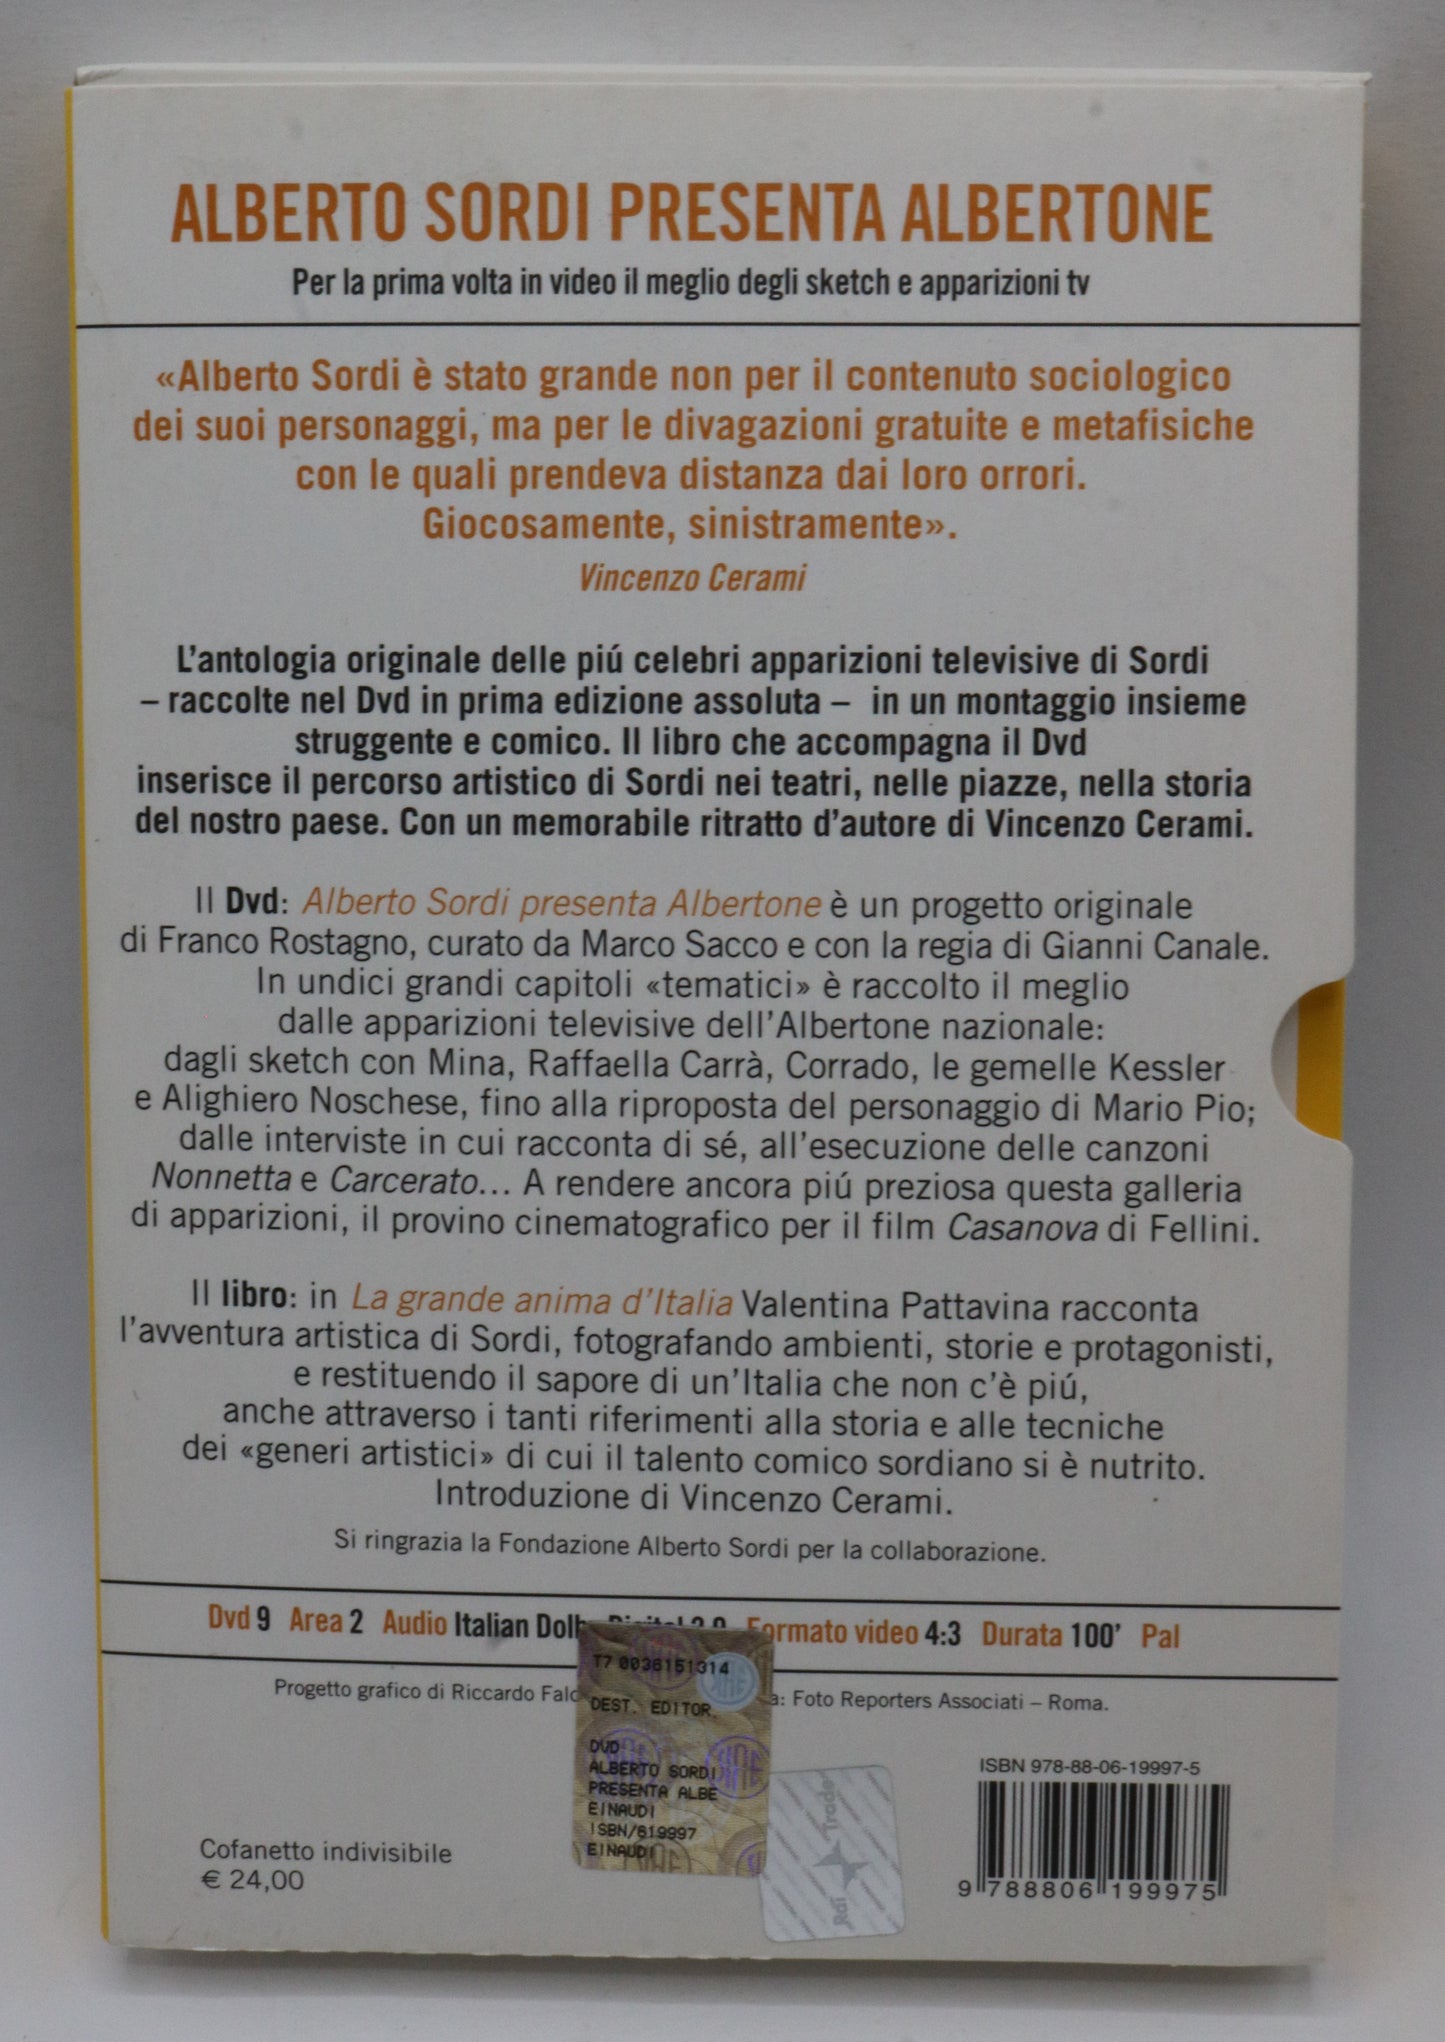 ALBERTO SORDI PRESENTA ALBERTONE
Per la prima volta in video il meglio degli sketch e apparizioni tv
«Alberto Sordi è stato grande non per il contenuto sociologico
dei suoi personaggi, ma per le divagazioni gratuite e metafisiche
con le quali prendeva distanza dai loro orrori.
Giocosamente, sinistramente».
Vincenzo Cerami
L'antologia originale delle piú celebri apparizioni televisive di Sordi
– raccolte nel Dvd in prima edizione assoluta – in un montaggio insieme
struggente e comico. Il libro che accompagna il Dvd
inserisce il percorso artistico di Sordi nei teatri, nelle piazze, nella storia
del nostro paese. Con un memorabile ritratto d'autore di Vincenzo Cerami.
Il Dvd: Alberto Sordi presenta Albertone è un progetto originale
di Franco Rostagno, curato da Marco Sacco e con la regia di Gianni Canale.
In undici grandi capitoli «tematici» è raccolto il meglio
dalle apparizioni televisive dell'Albertone nazionale:
dagli sketch con Mina, Raffaella Carrà, Corrado, le gemelle Kessler
e Alighiero Noschese, fino alla riproposta del personaggio di Mario Pio;
dalle interviste in cui racconta di sé, all'esecuzione delle canzoni
Nonnetta e Carcerato... A rendere ancora piú preziosa questa galleria
di apparizioni, il provino cinematografico per il film Casanova di Fellini.
Il libro: in La grande anima d'Italia Valentina Pattavina racconta
l'avventura artistica di Sordi, fotografando ambienti, storie e protagonisti,
e restituendo il sapore di un'Italia che non c'è piú,
anche attraverso i tanti riferimenti alla storia e alle tecniche
dei «generi artistici» di cui il talento comico sordiano si è nutrito.
Introduzione di Vincenzo Cerami.
Si ringrazia la Fondazione Alberto Sordi per la collaborazione.
Dvd 9 Area 2 Audio Italian Dolby Digital 2.0 Formato video 4:3 Durata 100' Pal
Progetto grafico di Riccardo : Foto Reporters Associati – Roma.
T7 0036151314
DEST. EDITOR.
DVD
ALBERTO SORDI
PRESENTA ALBE
EINAUDI
ISBN/619997
EINAUDI
Rai Trade
ISBN 978-88-06-19997-5
9 788806 199975
Cofanetto indivisibile
€ 24,00